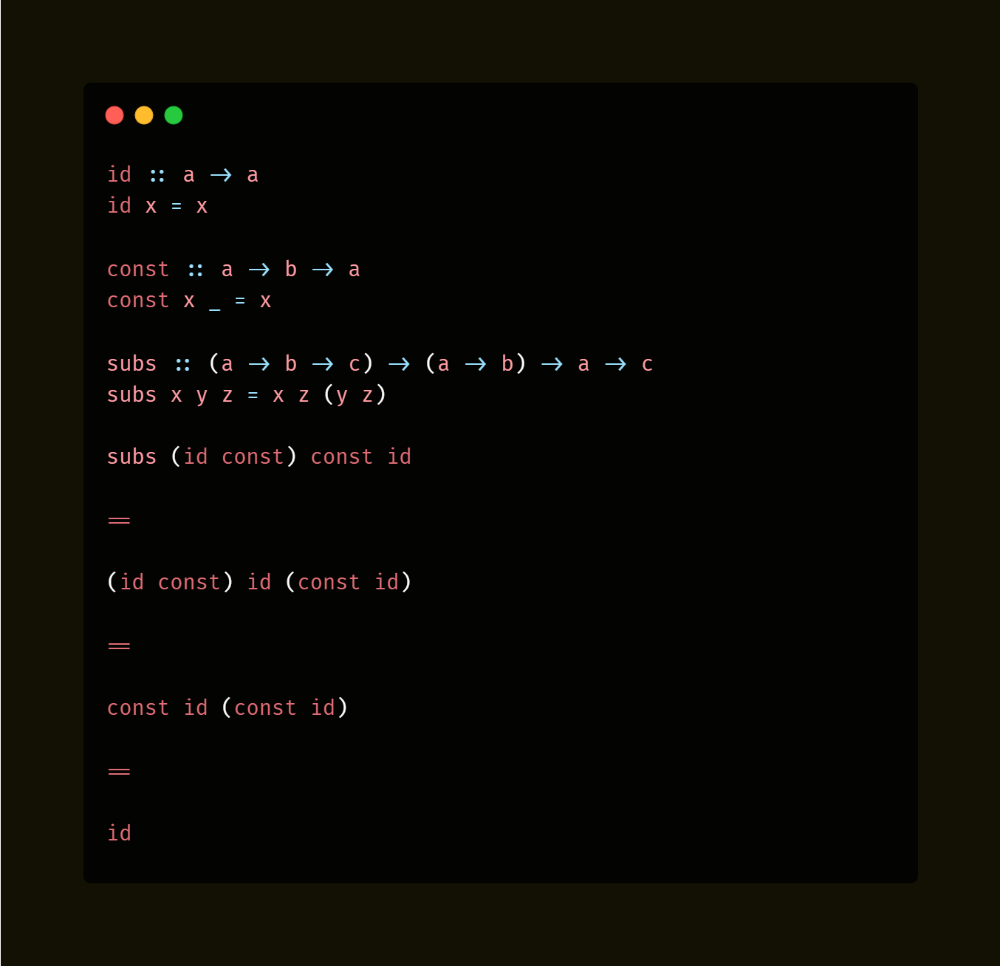 id :: a -> a
id x = x
const :: a -> b -> a
const x _ = x
subs :: (a -> b -> c) -> (a -> b) -> a -> c
subs x y z = x z (y z)
subs (id const) const id
==
(id const) id (const id)
==
const id (const id)
==
id